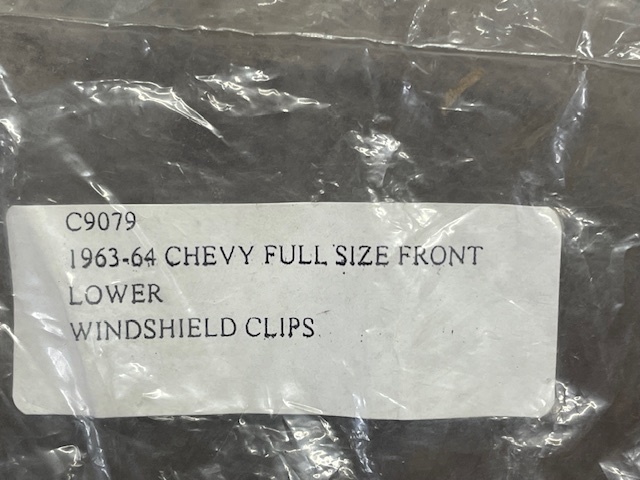 C9079
1963-64 CHEVY FULL SIZE FRONT
LOWER
WINDSHIELD CLIPS